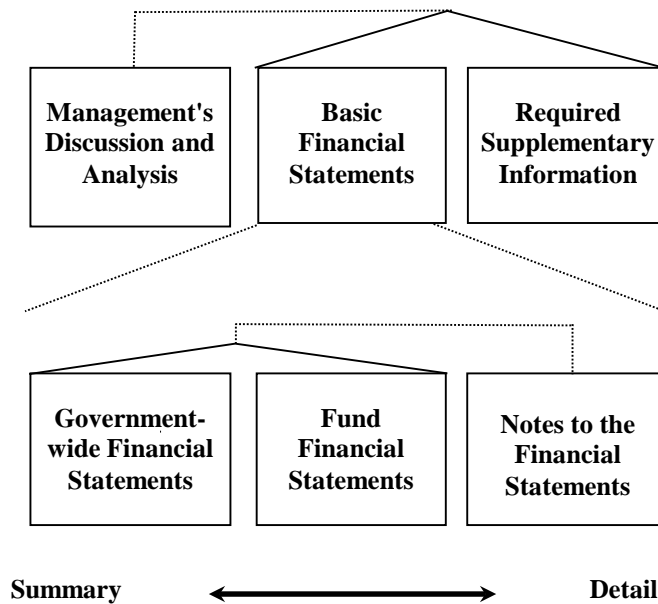 Management's
Discussion and
Analysis
Basic
Financial
Statements
Required
Supplementary
Information
Government-
wide Financial
Statements
Fund
Financial
Statements
Notes to the
Financial
Statements
Summary
Detail